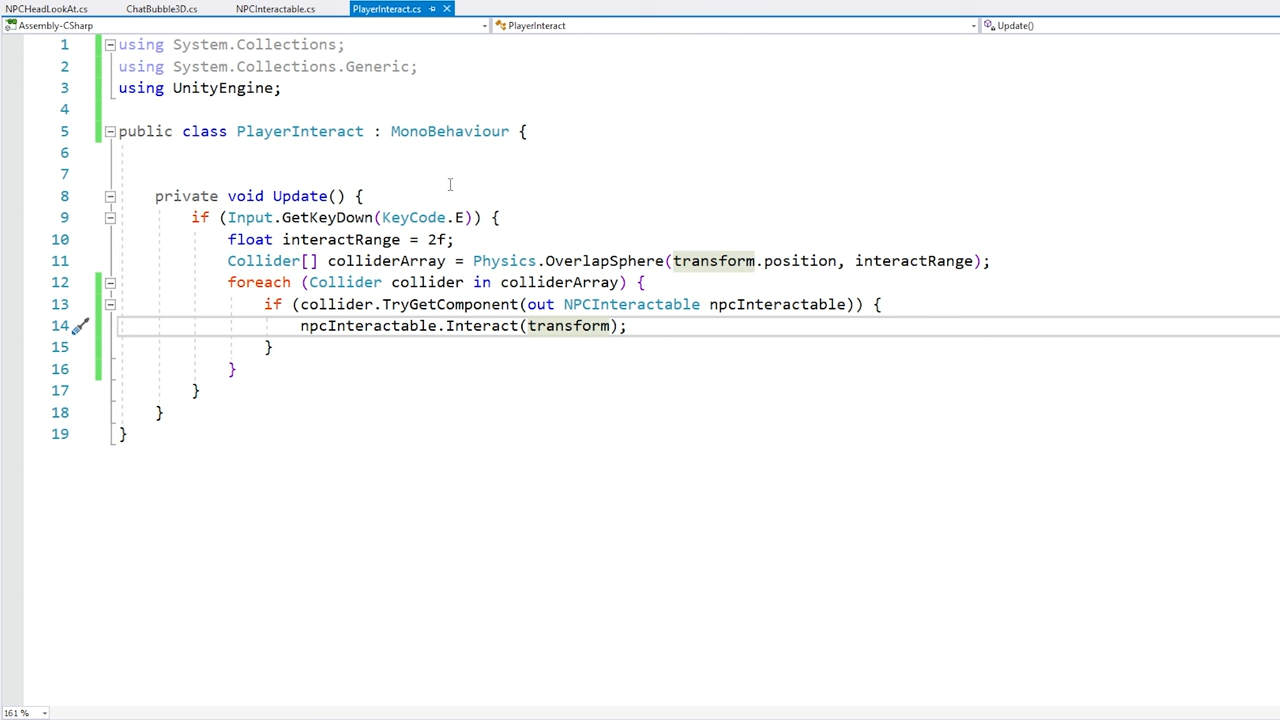 NPCHeadLookAt.cs ChatBubble3D.cs NPCInteractable.cs PlayerInteract.cs
Assembly-CSharp PlayerInteract Update()
1 using System.Collections;
2 using System.Collections.Generic;
3 using UnityEngine;
4
5 public class PlayerInteract : MonoBehaviour {
6
7
8 private void Update() {
9 if (Input.GetKeyDown(KeyCode.E)) {
10 float interactRange = 2f;
11 Collider[] colliderArray = Physics.OverlapSphere(transform.position, interactRange);
12 foreach (Collider collider in colliderArray) {
13 if (collider.TryGetComponent(out NPCInteractable npcInteractable)) {
14 npcInteractable.Interact(transform);
15 }
16 }
17 }
18 }
19 }
161 %